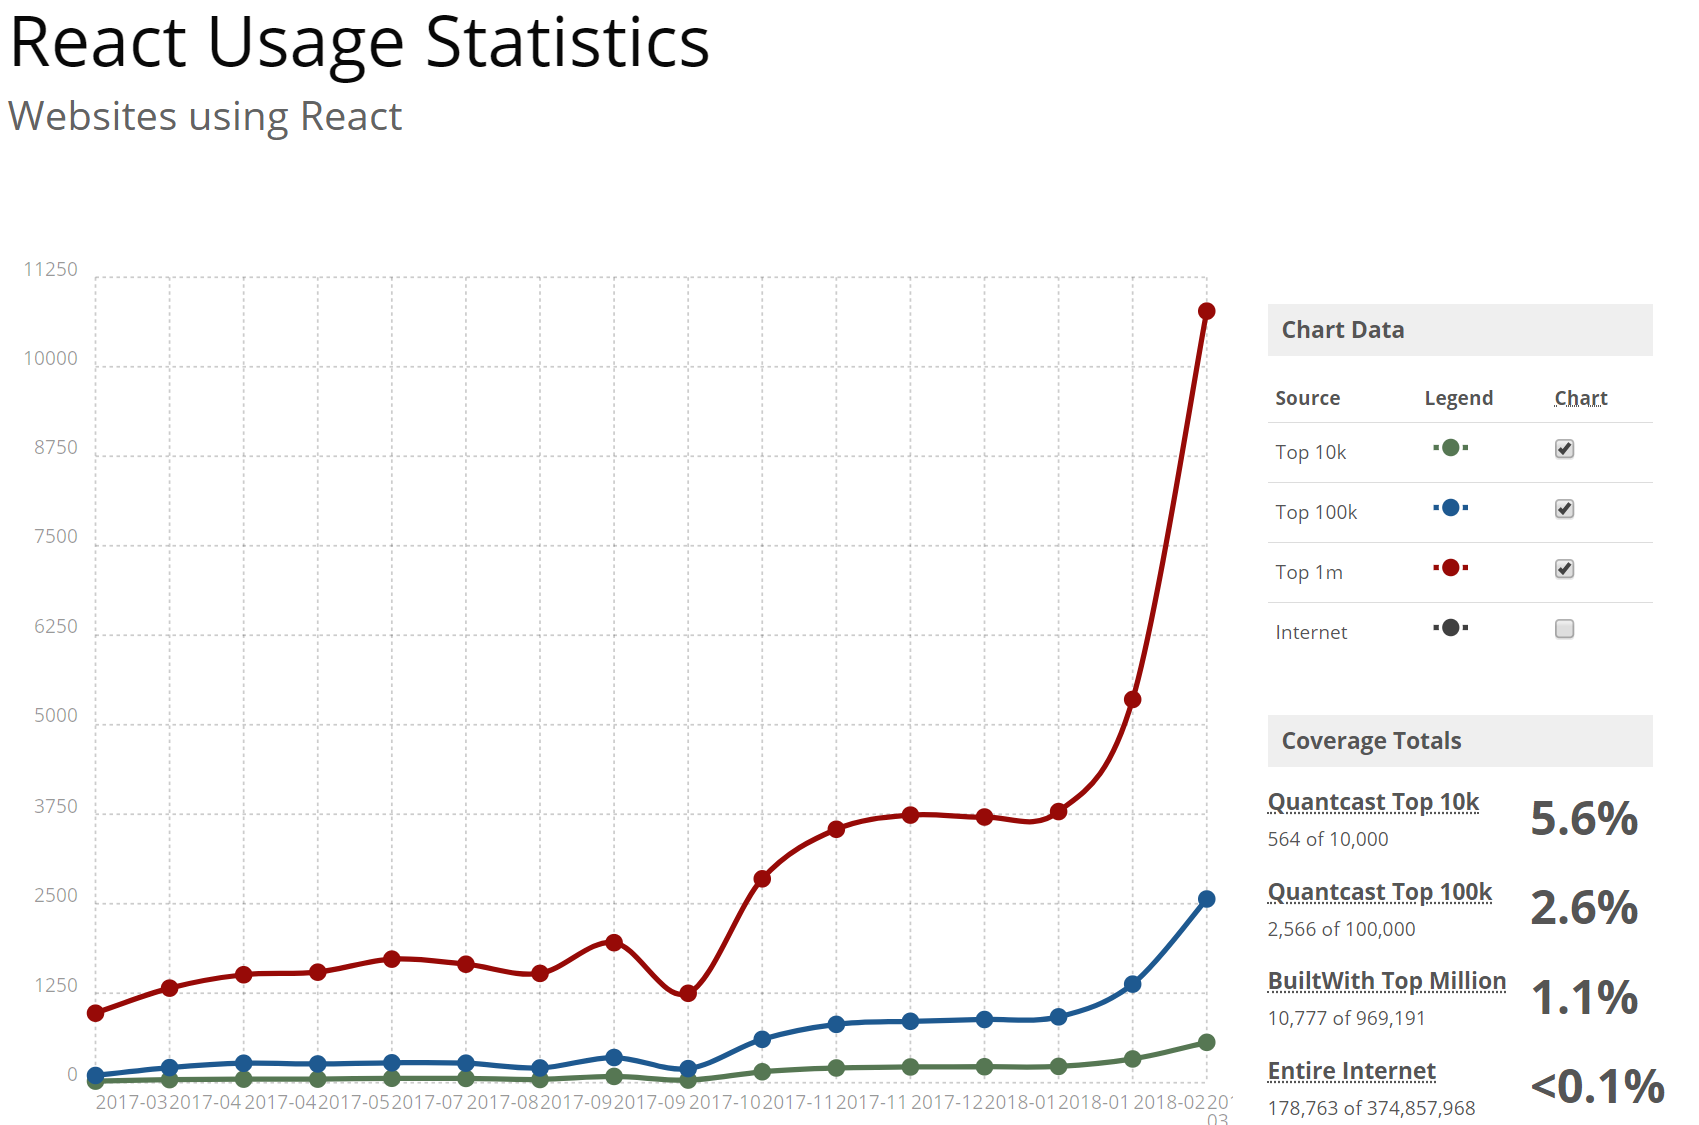 React Usage Statistics
Websites using React
11250
10000
8750
7500
6250
5000
3750
2500
1250
0
2017-03 2017-04 2017-04 2017-05 2017-07 2017-08 2017-09 2017-09 2017-10 2017-11 2017-11 2017-12 2018-01 2018-01 2018-02
03
Chart Data
Source Legend Chart
Top 10k
Top 100k
Top 1m
Internet
Coverage Totals
Quantcast Top 10k 5.6%
564 of 10,000
Quantcast Top 100k 2.6%
2,566 of 100,000
BuiltWith Top Million 1.1%
10,777 of 969,191
Entire Internet <0.1%
178,763 of 374,857,968